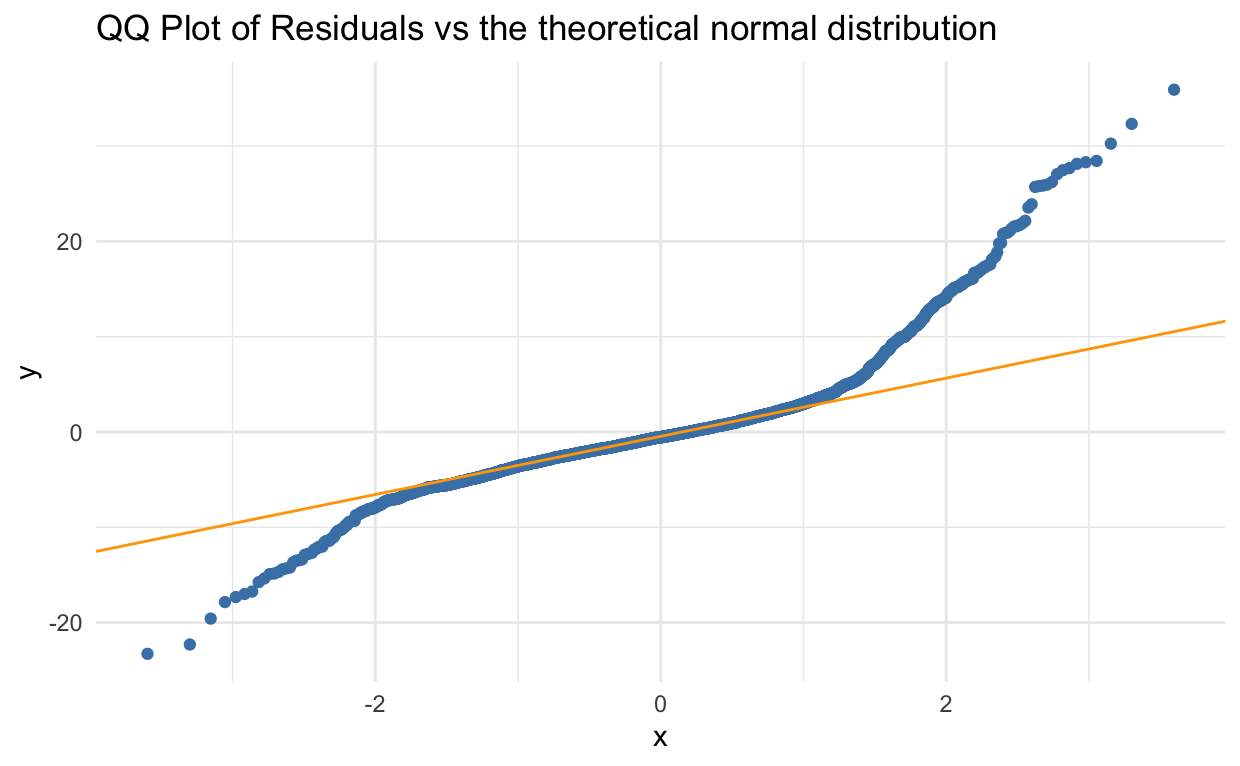 QQ Plot of Residuals vs the theoretical normal distribution
20
0
-20
y
-2 0 2
x